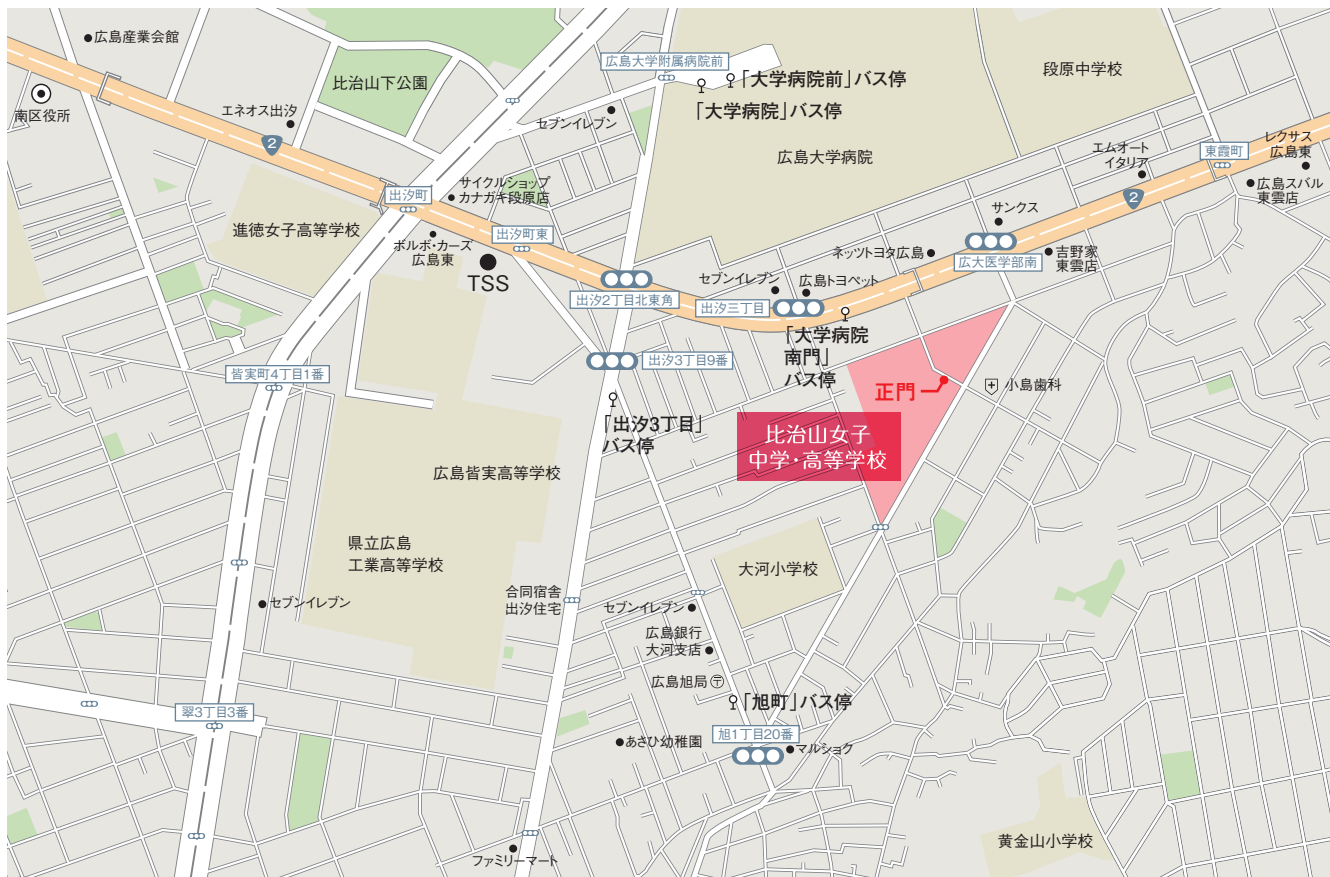 広島産業会館
広島大学附属病院前
「大学病院前」バス停
「大学病院」バス停
段原中学校
比治山下公園
南区役所
エネオス出汐
セブンイレブン
2
広島大学病院
エムオート
イタリア
東霞町
レクサス
広島東
広島スバル
東雲店
2
出汐町
サイクルショップ
カナガキ段原店
サンクス
進徳女子高等学校
ボルボ・カーズ
広島東
出汐町東
TSS
ネッツトヨタ広島
広大医学部南
吉野家
東雲店
セブンイレブン
広島トヨペット
出汐2丁目北東角
出汐三丁目
「大学病院
南門」
バス停
出汐3丁目9番
皆実町4丁目1番
正門
小島歯科
「出汐3丁目」
バス停
比治山女子
中学・高等学校
広島皆実高等学校
県立広島
工業高等学校
大河小学校
合同宿舎
出汐住宅
セブンイレブン
セブンイレブン
広島銀行
大河支店
広島旭局
「旭町」バス停
翠3丁目3番
旭1丁目20番
あさひ幼稚園
マルショク
ファミリーマート
黄金山小学校